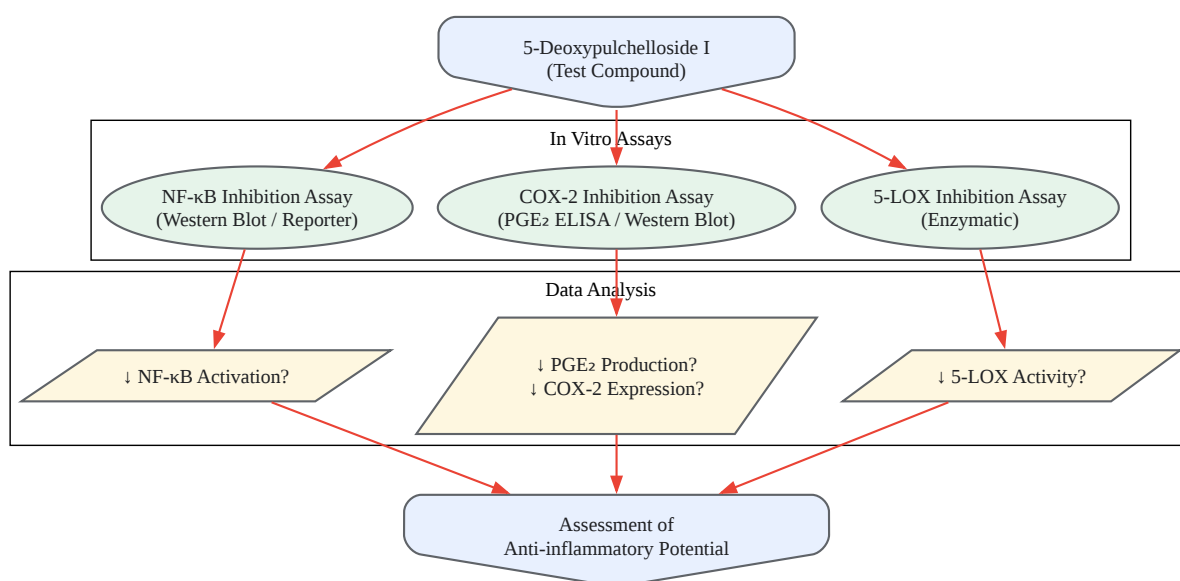 5-Deoxypulchelloside I
(Test Compound)
In Vitro Assays
NF-κB Inhibition Assay
(Western Blot / Reporter)
COX-2 Inhibition Assay
(PGE₂ ELISA / Western Blot)
5-LOX Inhibition Assay
(Enzymatic)
Data Analysis
↓ NF-κB Activation?
↓ PGE₂ Production?
↓ COX-2 Expression?
↓ 5-LOX Activity?
Assessment of
Anti-inflammatory Potential